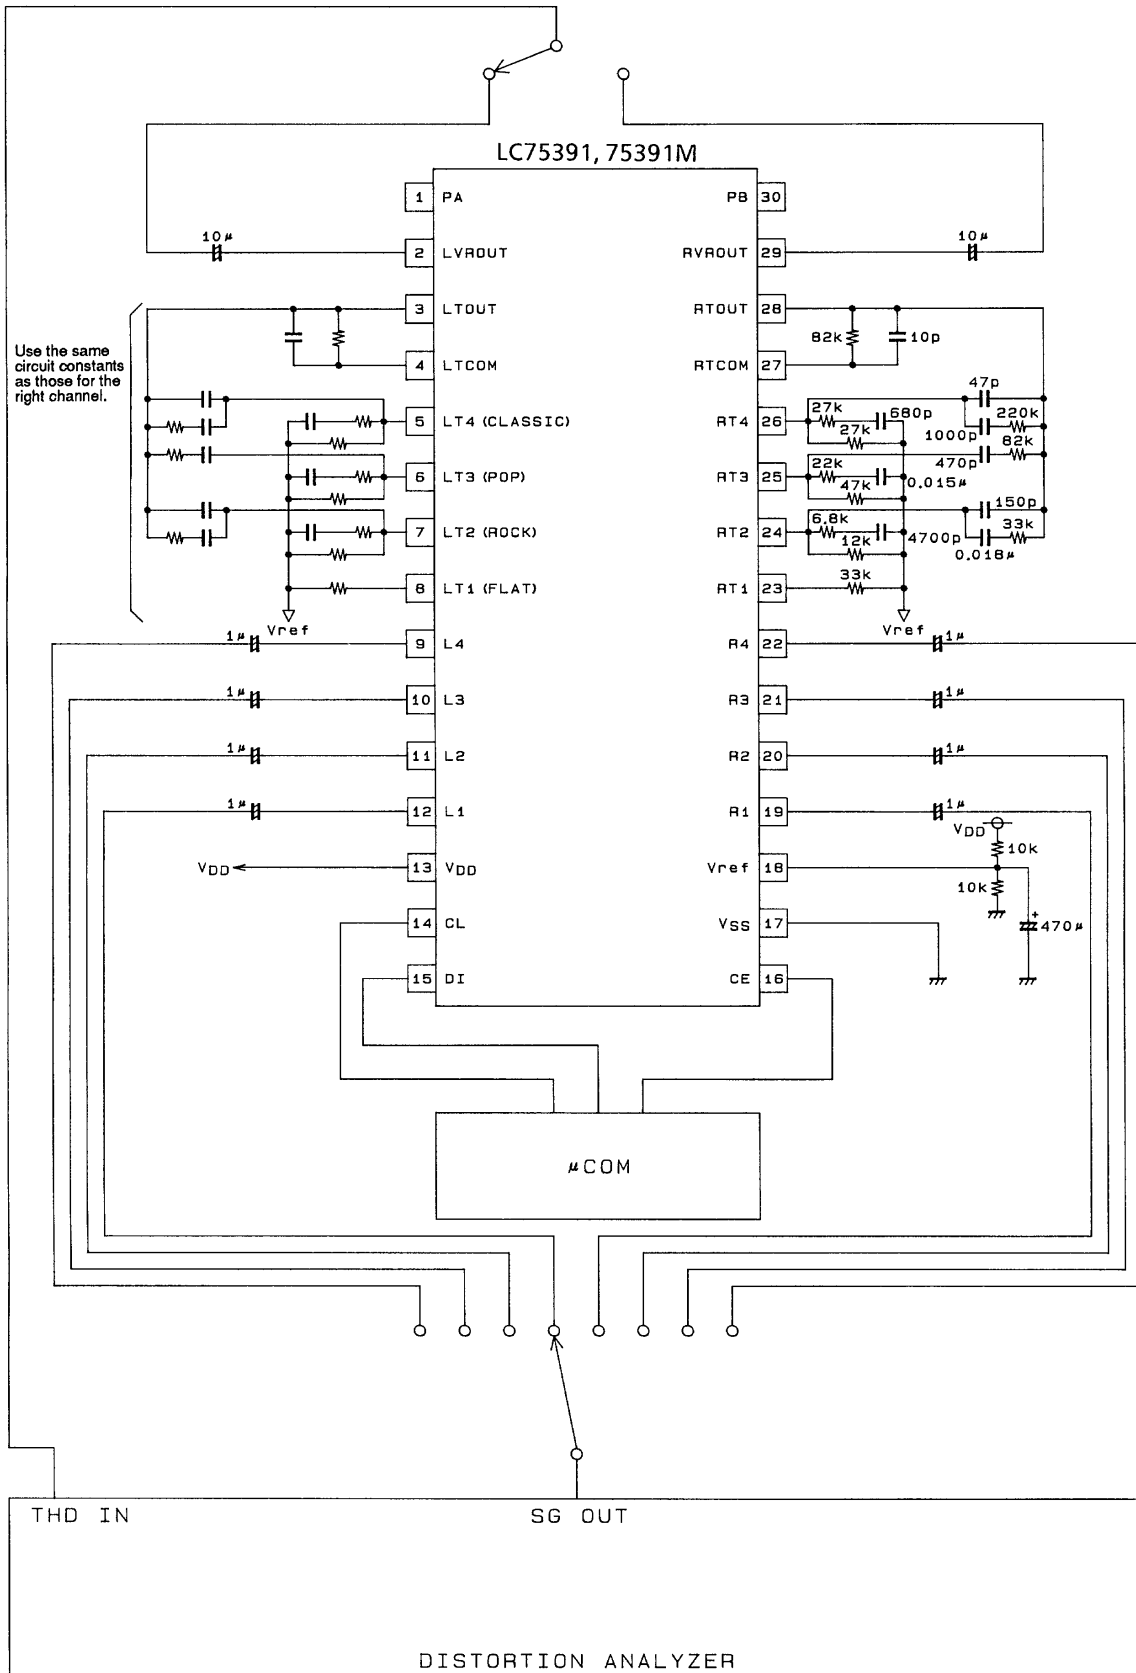 LC75391, 75391M
1 PA
PB 30
10µ
2 LVROUT
RVROUT 29
10µ
3 LTOUT
RTOUT 28
82k
10p
Use the same
circuit constants
as those for the
right channel.
4 LTCOM
RTCOM 27
47p
5 LT4 (CLASSIC)
RT4 26
27k
680p
220k
27k
1000p
82k
6 LT3 (POP)
RT3 25
22k
470p
0.015µ
47k
150p
7 LT2 (ROCK)
RT2 24
6.8k
4700p
33k
12k
0.018µ
8 LT1 (FLAT)
RT1 23
33k
Vref
Vref
1µ
9 L4
R4 22
1µ
1µ
10 L3
R3 21
1µ
1µ
11 L2
R2 20
1µ
1µ
12 L1
R1 19
1µ
VDD
10k
VDD
13 VDD
Vref 18
10k
14 CL
VSS 17
+
470µ
15 DI
CE 16
µCOM
THD IN
SG OUT
DISTORTION ANALYZER